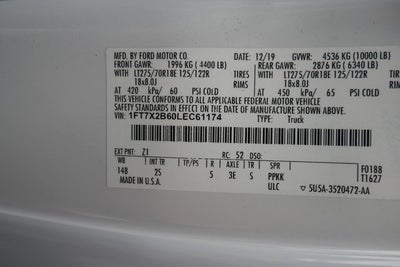 MFD. BY FORD MOTOR CO. 12/19 GVWR: 4536 KG (10000 LB)
FRONT GAWR: 1996 KG (4400 LB) REAR GAWR: 2876 KG (6340 LB)
WITH LT275/70R18E 125/122R TIRES WITH LT275/70R18E 125/122R TIRES
18x8.0J RIMS 18x8.0J RIMS
AT 420 kPa/ 60 PSI COLD AT 450 kPa/ 65 PSI COLD
THIS VEHICLE CONFORMS TO ALL APPLICABLE FEDERAL MOTOR VEHICLE
SAFETY STANDARDS IN EFFECT ON THE DATE OF MANUFACTURE SHOWN ABOVE.
VIN: 1FT7X2B60LEC61174 TYPE: Truck
EXT PNT: Z1 RC: 52 DSO:
WB INT TR TP/PS R AXLE TR SPR F0188
148 25 5 3E S PPKK T1627
MADE IN U.S.A. ULC 5U5A-3520472-AA